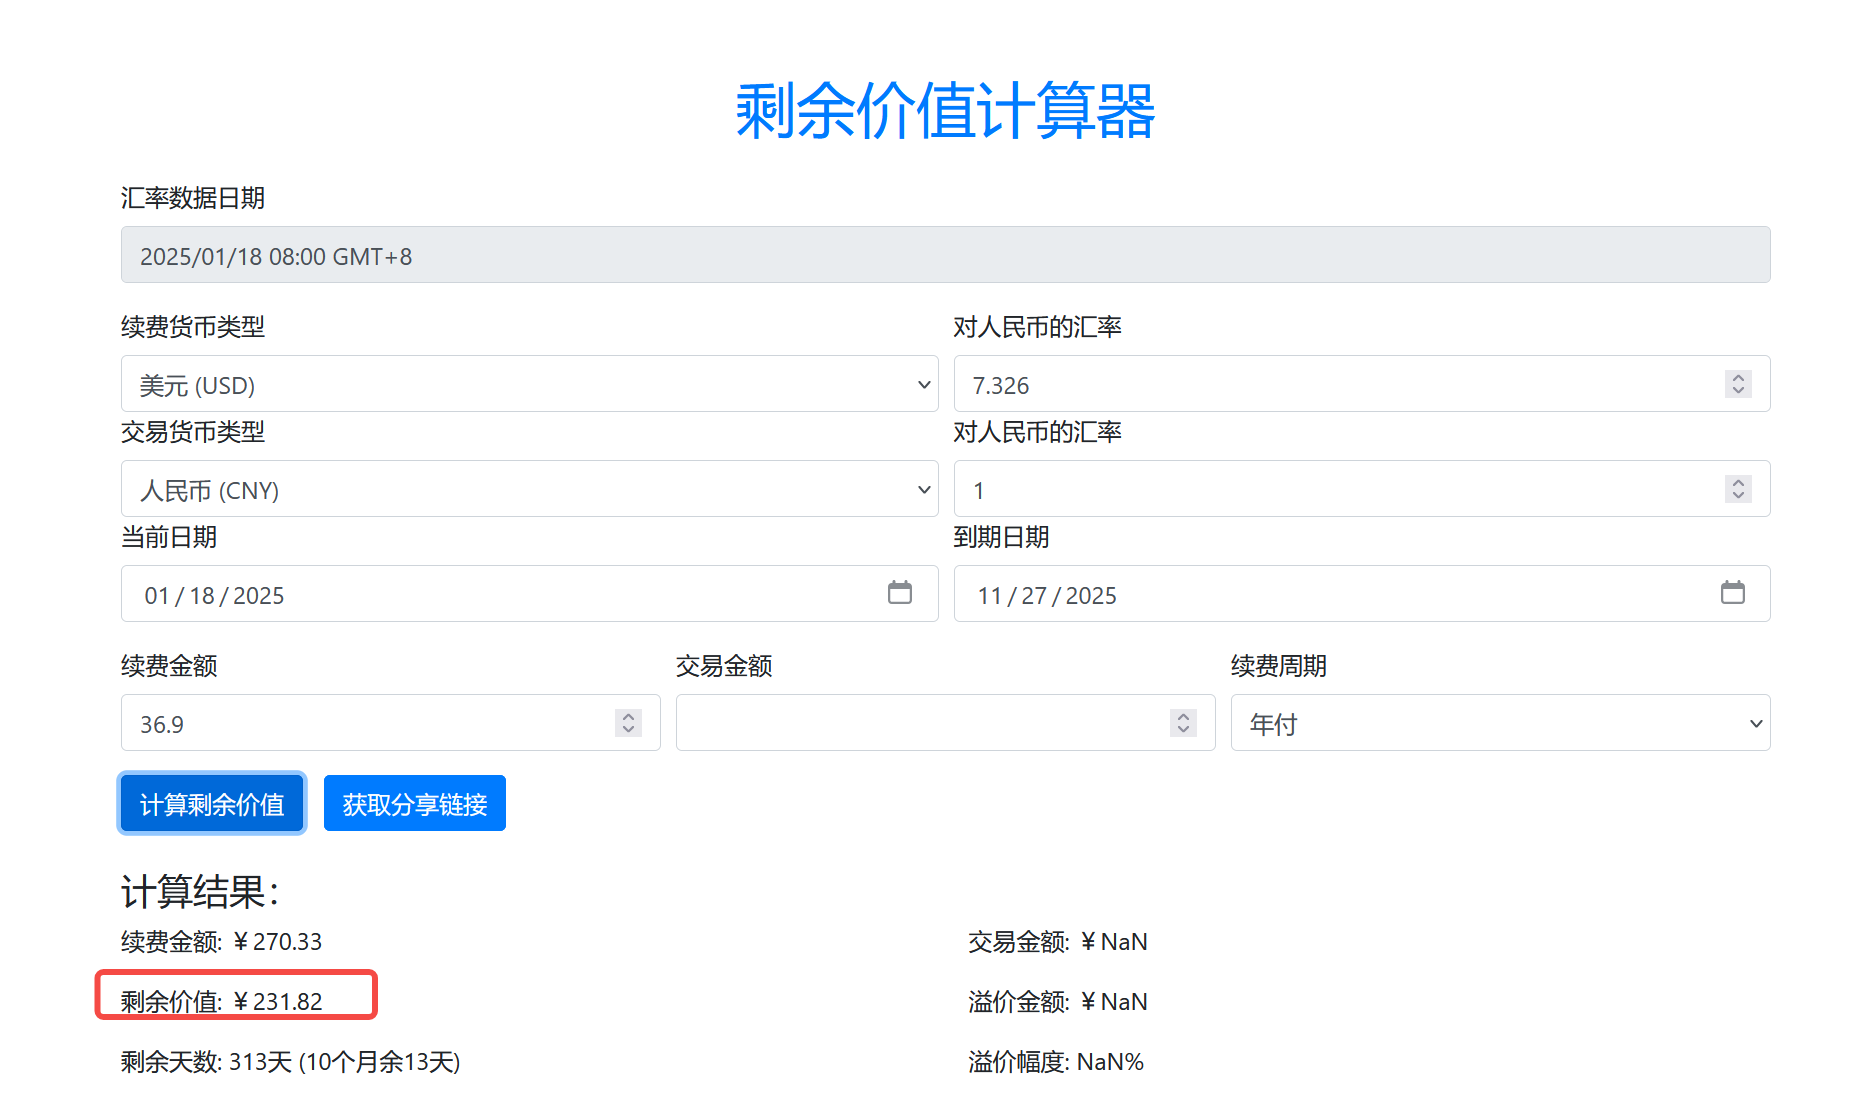 剩余价值计算器
汇率数据日期
2025/01/18 08:00 GMT+8
续费货币类型 对人民币的汇率
美元 (USD) 7.326
交易货币类型 对人民币的汇率
人民币 (CNY) 1
当前日期 到期日期
01/18/2025 11/27/2025
续费金额 交易金额 续费周期
36.9 年付
计算剩余价值 获取分享链接
计算结果：
续费金额: ￥270.33 交易金额: ￥NaN
剩余价值: ￥231.82 溢价金额: ￥NaN
剩余天数: 313天 (10个月余13天) 溢价幅度: NaN%